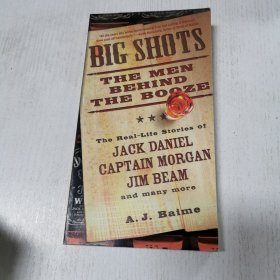 BIG SHOTS
THE MEN
BEHIND
THE BOOZE
The Real-Life Stories of
JACK DANIEL
CAPTAIN MORGAN
JIM BEAM
and many more
A. J. Baime